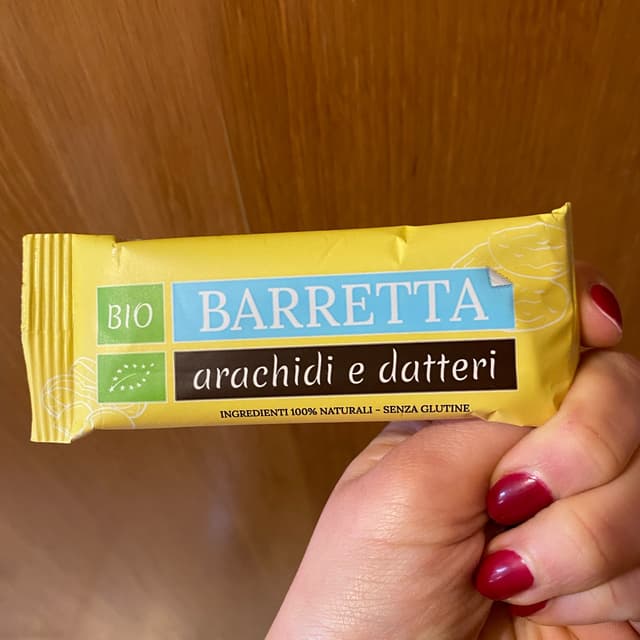 BIO
BARRETTA
arachidi e datteri
INGREDIENTI 100% NATURALI – SENZA GLUTINE